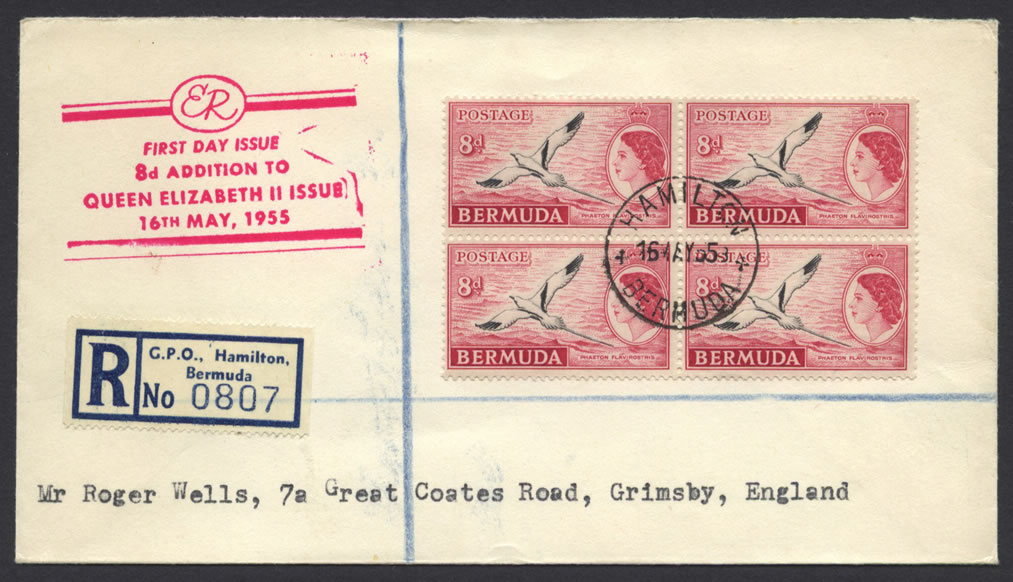 ER
FIRST DAY ISSUE
8d ADDITION TO
QUEEN ELIZABETH II ISSUE
16TH MAY, 1955
POSTAGE
8d
BERMUDA
PHAETON FLAVIROSTRIS
POSTAGE
8d
BERMUDA
PHAETON FLAVIROSTRIS
POSTAGE
8d
BERMUDA
PHAETON FLAVIROSTRIS
POSTAGE
8d
BERMUDA
PHAETON FLAVIROSTRIS
HAMILTON
BERMUDA
R
G.P.O., Hamilton,
Bermuda
No 0807
Mr Roger Wells, 7a Great Coates Road, Grimsby, England